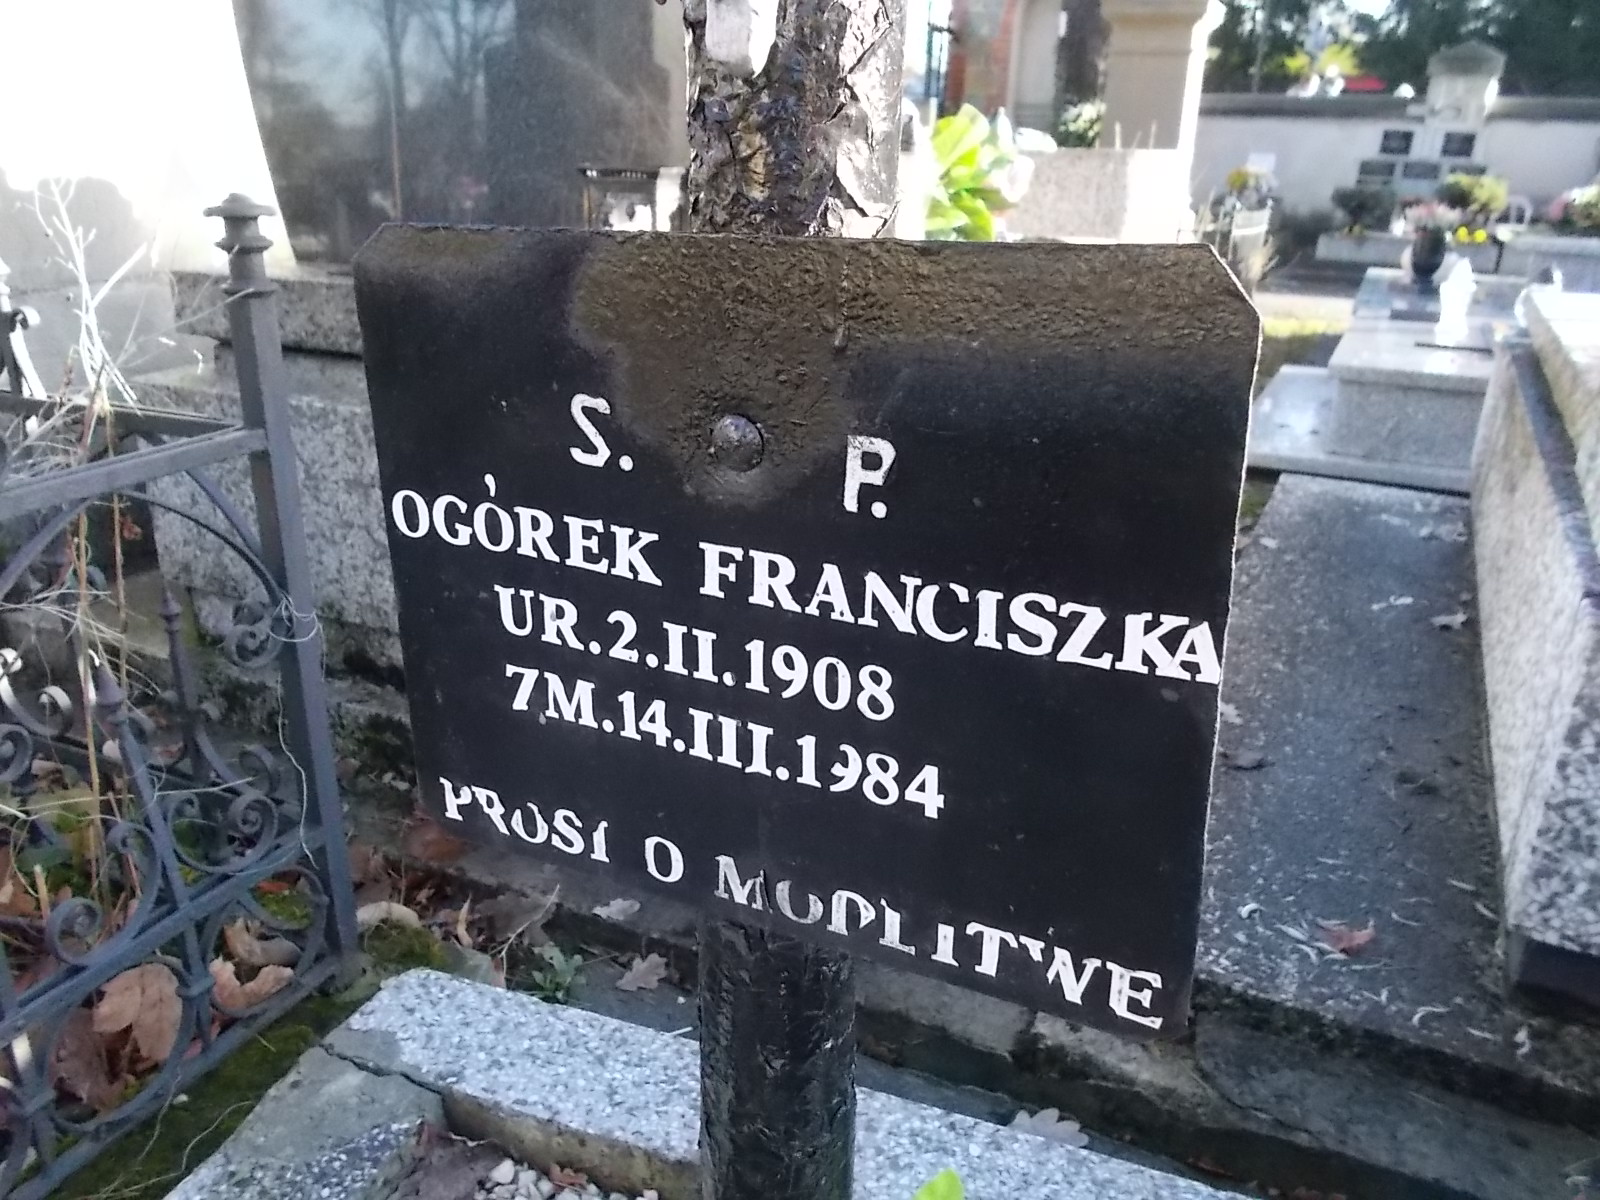 S. P.
OGÓREK FRANCISZKA
UR.2.II.1908
ZM.14.III.1984
PROSI O MODLITWE